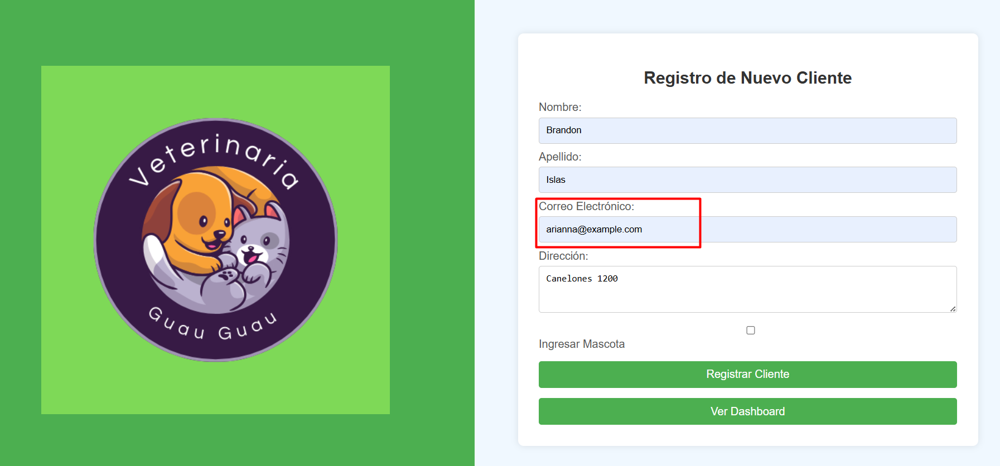 Veterinaria
Guau Guau
Registro de Nuevo Cliente
Nombre:
Brandon
Apellido:
Islas
Correo Electrónico:
arianna@example.com
Dirección:
Canelones 1200
Ingresar Mascota
Registrar Cliente
Ver Dashboard